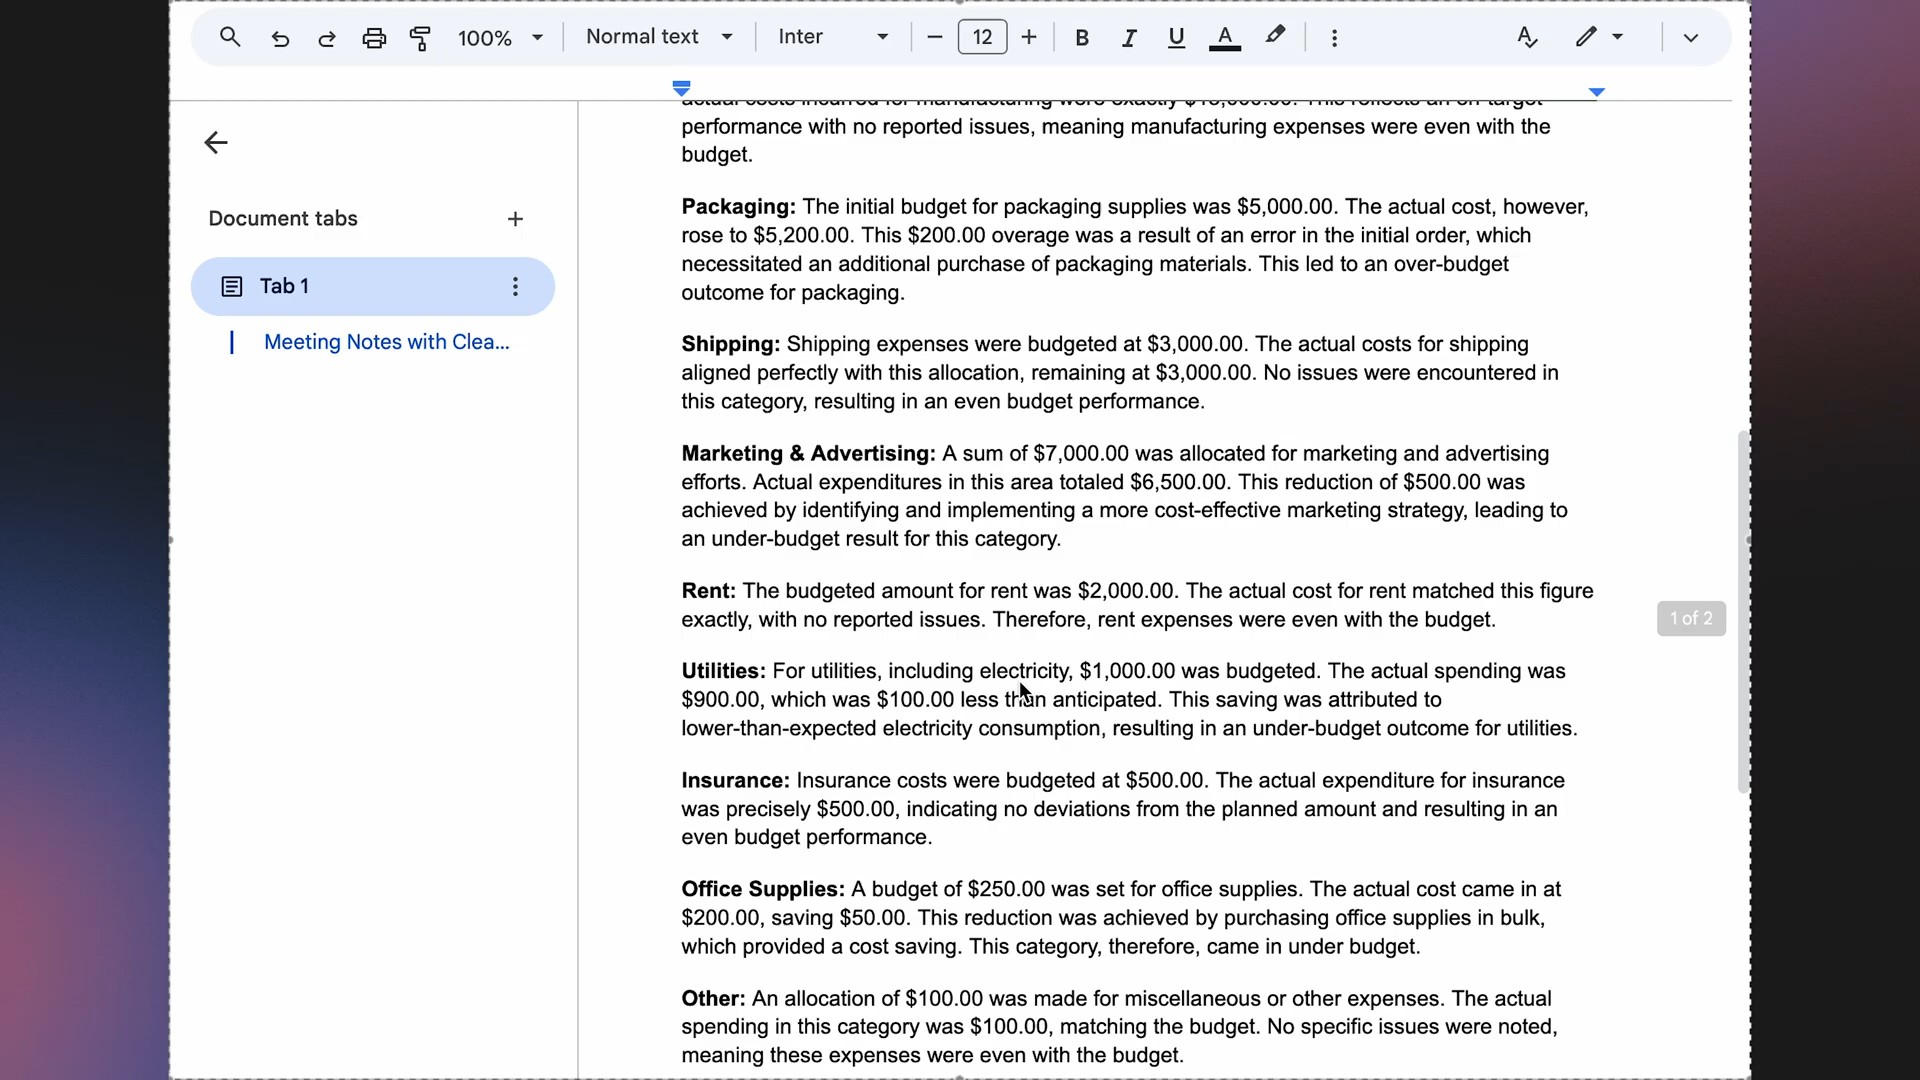 100%
Normal text
Inter
12
B
I
U
A
Document tabs
Tab 1
Meeting Notes with Clea...
actual costs incurred for manufacturing were exactly
This reflects an on-target
performance with no reported issues, meaning manufacturing expenses were even with the
budget.
Packaging: The initial budget for packaging supplies was $5,000.00. The actual cost, however,
rose to $5,200.00. This $200.00 overage was a result of an error in the initial order, which
necessitated an additional purchase of packaging materials. This led to an over-budget
outcome for packaging.
Shipping: Shipping expenses were budgeted at $3,000.00. The actual costs for shipping
aligned perfectly with this allocation, remaining at $3,000.00. No issues were encountered in
this category, resulting in an even budget performance.
Marketing & Advertising: A sum of $7,000.00 was allocated for marketing and advertising
efforts. Actual expenditures in this area totaled $6,500.00. This reduction of $500.00 was
achieved by identifying and implementing a more cost-effective marketing strategy, leading to
an under-budget result for this category.
Rent: The budgeted amount for rent was $2,000.00. The actual cost for rent matched this figure
exactly, with no reported issues. Therefore, rent expenses were even with the budget.
Utilities: For utilities, including electricity, $1,000.00 was budgeted. The actual spending was
$900.00, which was $100.00 less than anticipated. This saving was attributed to
lower-than-expected electricity consumption, resulting in an under-budget outcome for utilities.
Insurance: Insurance costs were budgeted at $500.00. The actual expenditure for insurance
was precisely $500.00, indicating no deviations from the planned amount and resulting in an
even budget performance.
Office Supplies: A budget of $250.00 was set for office supplies. The actual cost came in at
$200.00, saving $50.00. This reduction was achieved by purchasing office supplies in bulk,
which provided a cost saving. This category, therefore, came in under budget.
Other: An allocation of $100.00 was made for miscellaneous or other expenses. The actual
spending in this category was $100.00, matching the budget. No specific issues were noted,
meaning these expenses were even with the budget.
1 of 2